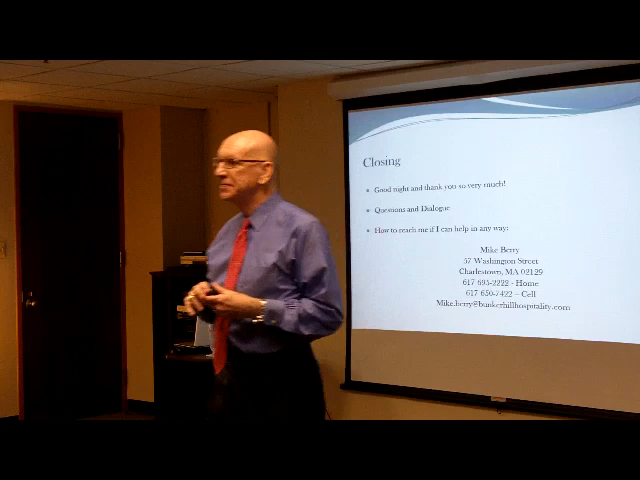 Closing
Good night and thank you so very much!
Questions and Dialogue
How to reach me if I can help in any way:
Mike Berry
57 Washington Street
Charlestown, MA 02129
617 695-2222 - Home
617 650-7422 – Cell
Mike.berry@bunkerhillhospitality.com